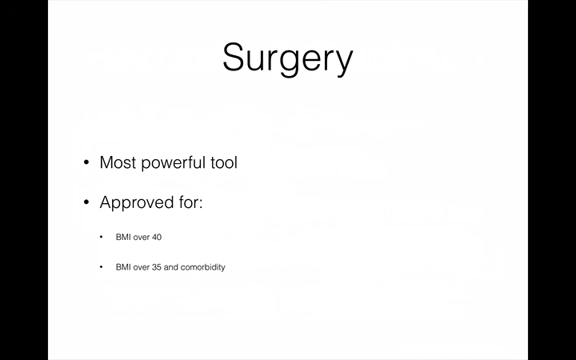 Surgery
• Most powerful tool
• Approved for:
• BMI over 40
• BMI over 35 and comorbidity